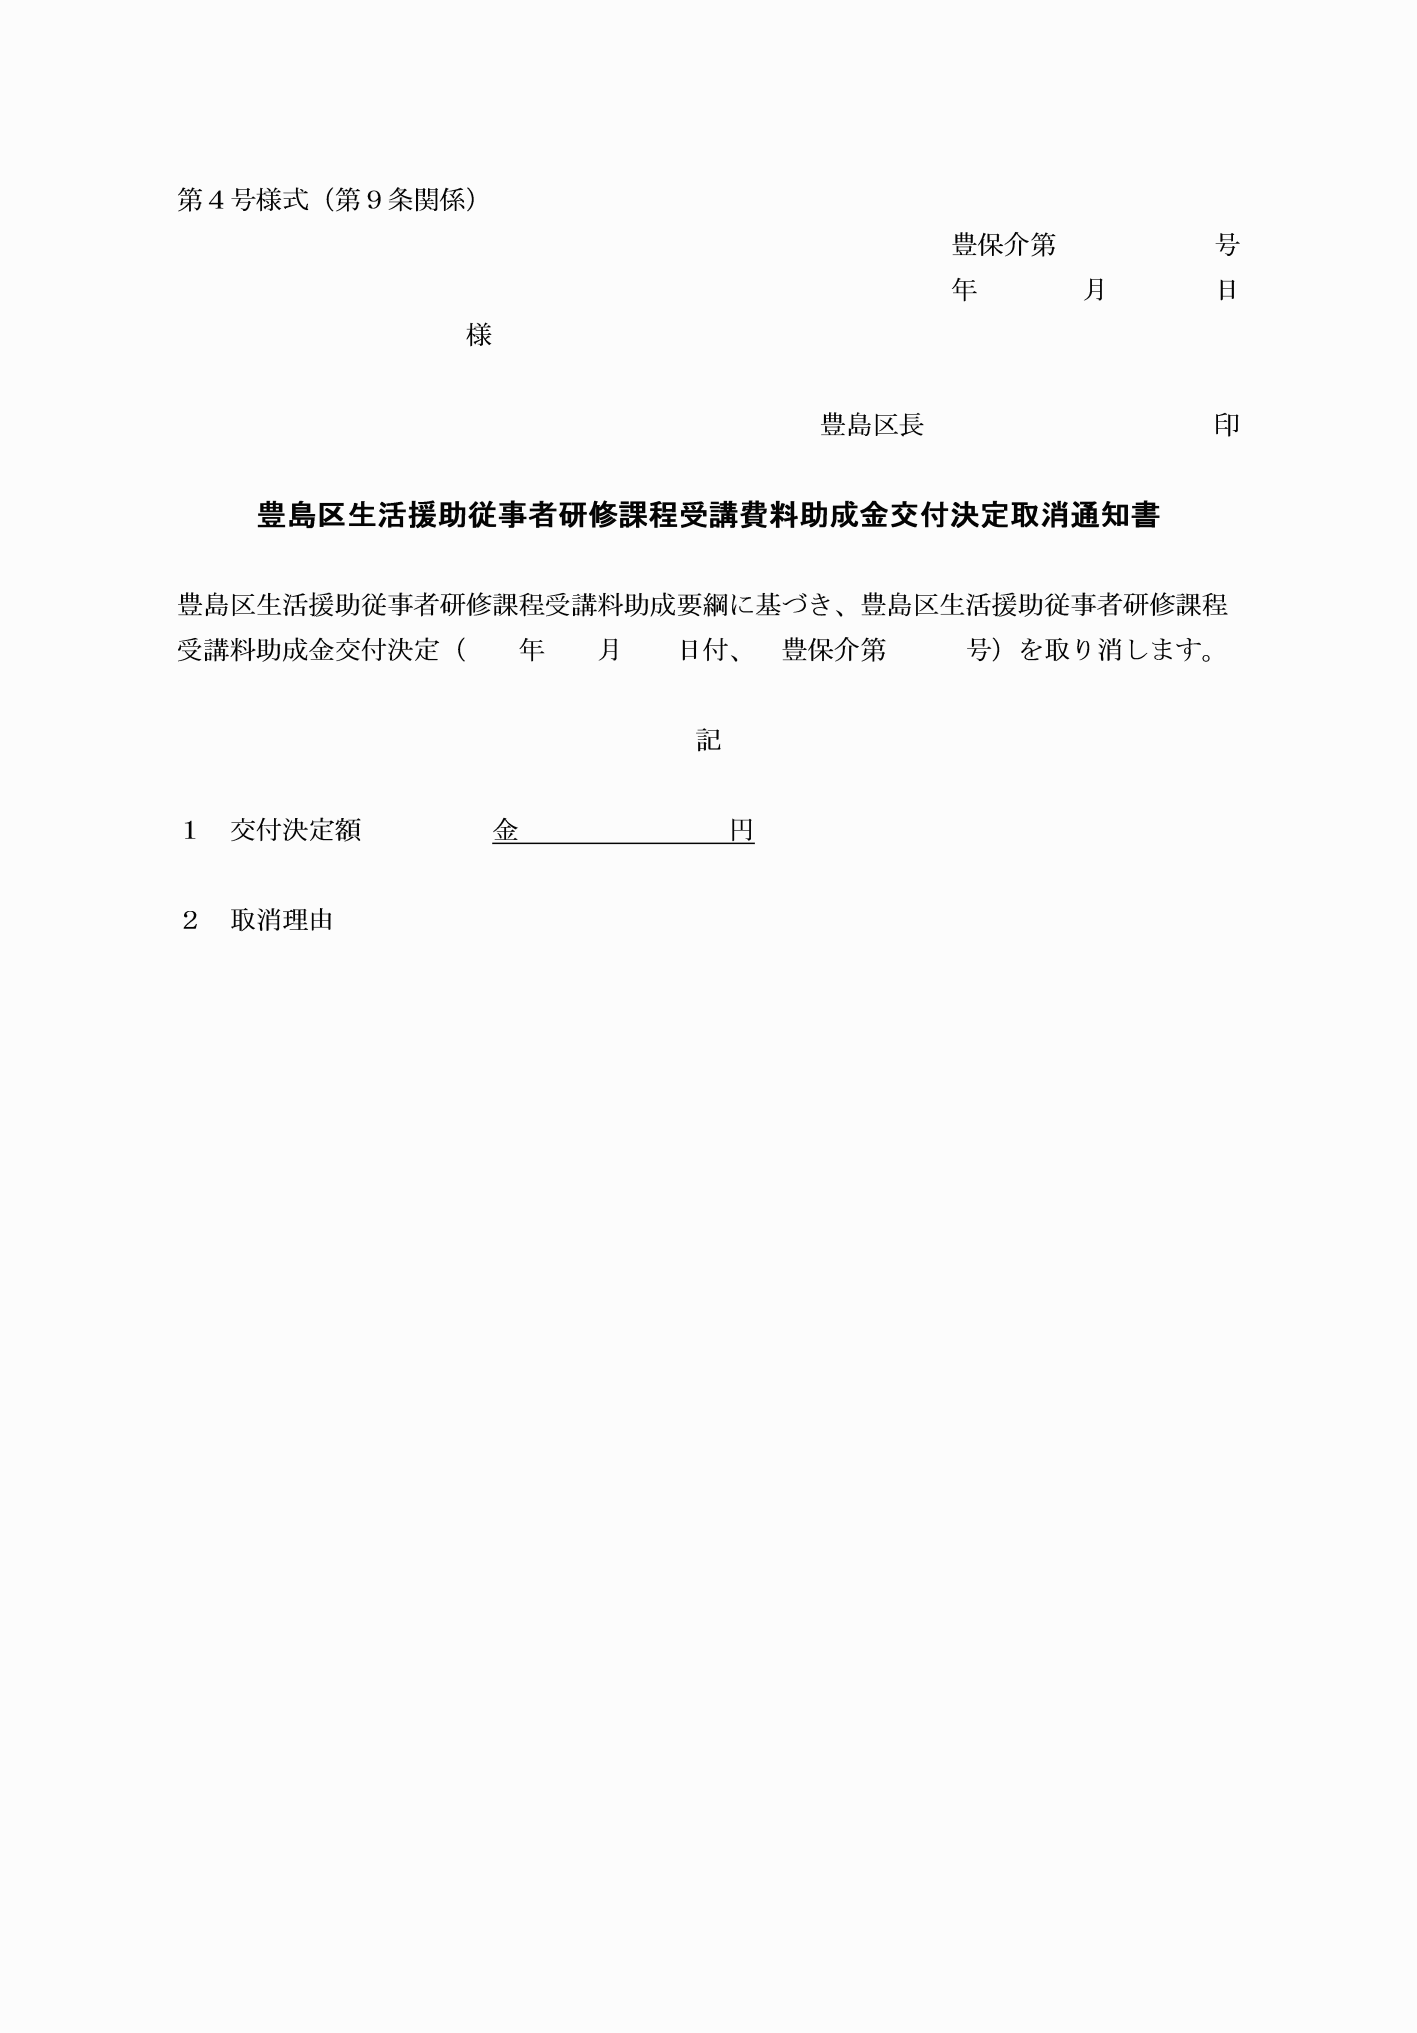 第４号様式（第９条関係）
豊保介第　　　　　　号
年　　　　月　　　　日
様
豊島区長　　　　　　　　　　　印
豊島区生活援助従事者研修課程受講費料助成金交付決定取消通知書
豊島区生活援助従事者研修課程受講料助成要綱に基づき、豊島区生活援助従事者研修課程
受講料助成金交付決定（　　年　　月　　日付、　豊保介第　　　号）を取り消します。
記
１　交付決定額　　　　　金　　　　　　　　円
２　取消理由